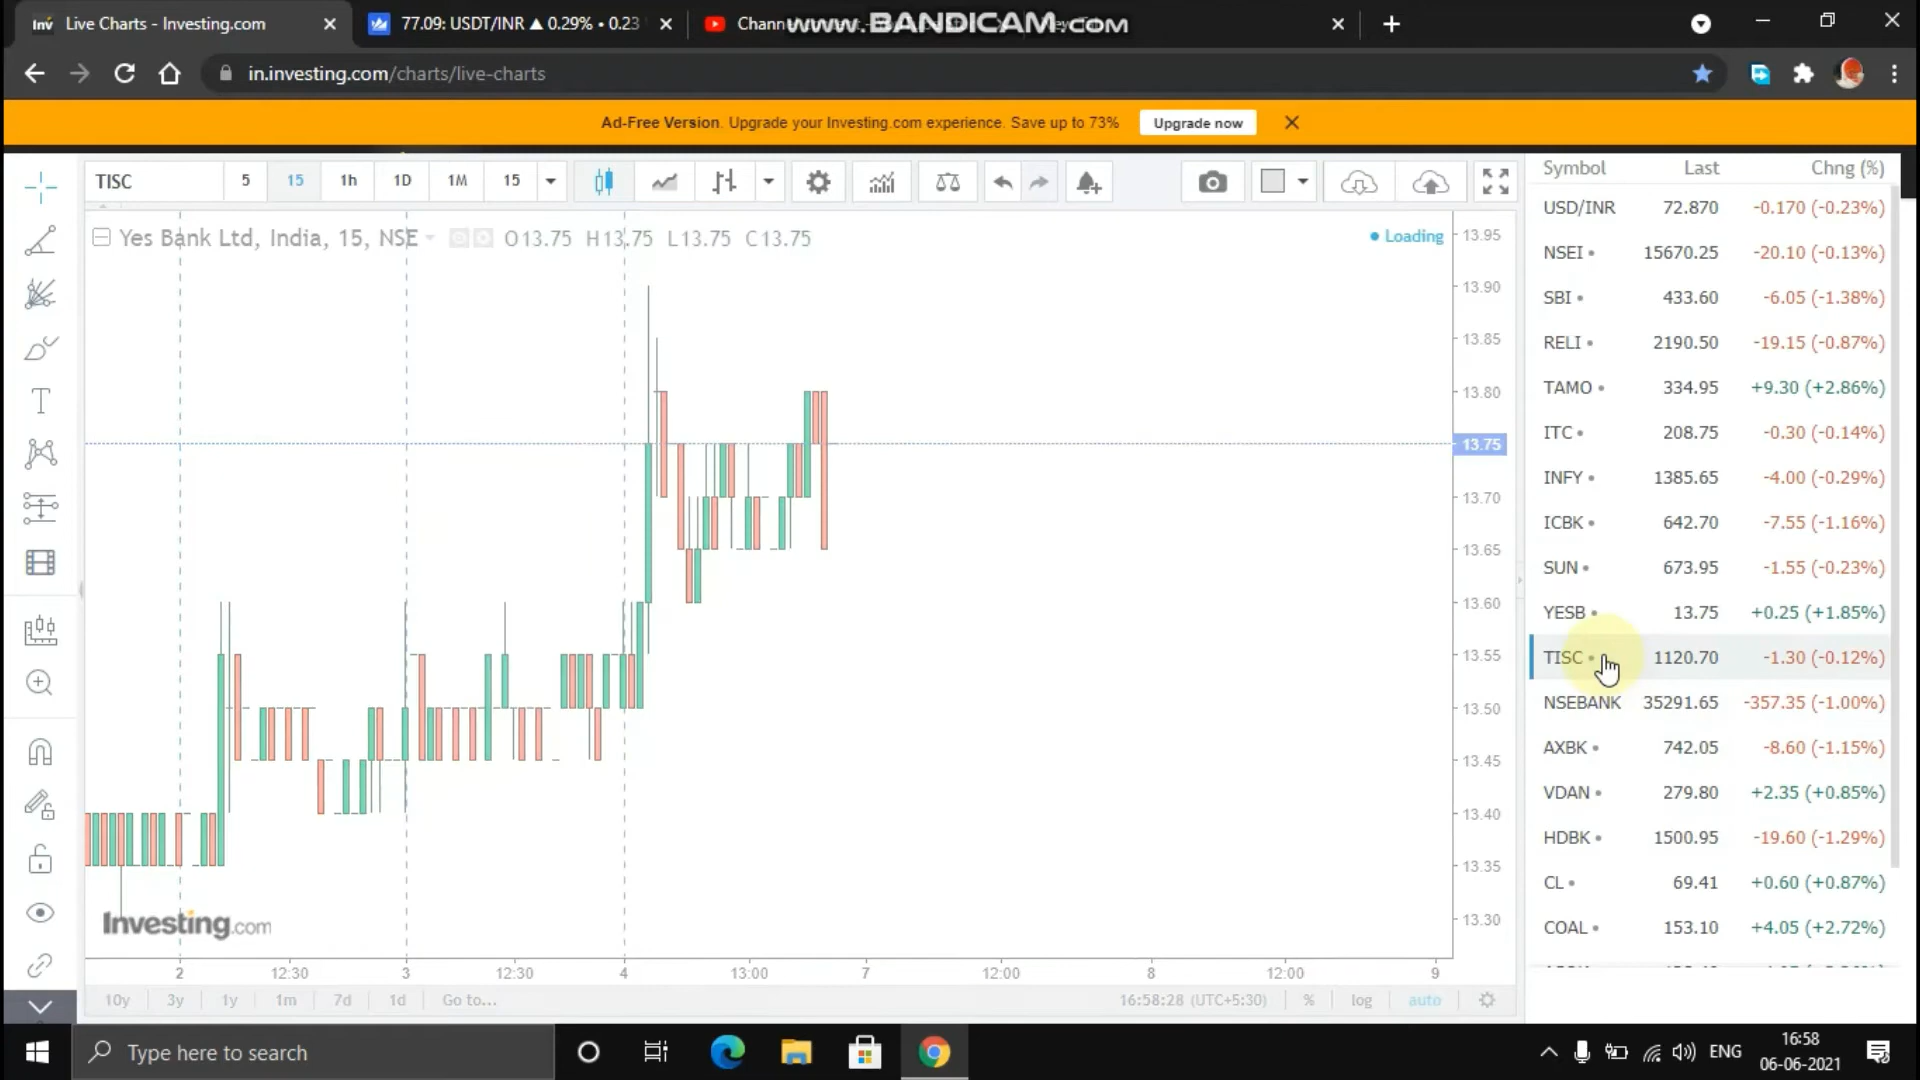 inv Live Charts - Investing.com
77.09: USDT/INR ▲ 0.29% • 0.23
www.BANDICAM.com
in.investing.com/charts/live-charts
Ad-Free Version. Upgrade your Investing.com experience. Save up to 73%
Upgrade now
TISC 5 15 1h 1D 1M 15
Yes Bank Ltd, India, 15, NSE O13.75 H13.75 L13.75 C13.75
Loading
13.95
13.90
13.85
13.80
13.75
13.70
13.65
13.60
13.55
13.50
13.45
13.40
13.35
13.30
Investing.com
2 12:30 3 12:30 4 13:00 7 12:00 8 12:00 9
10y 3y 1y 1m 7d 1d Go to... 16:58:28 (UTC+5:30) % log auto
Symbol Last Chng (%)
USD/INR 72.870 -0.170 (-0.23%)
NSEI 15670.25 -20.10 (-0.13%)
SBI 433.60 -6.05 (-1.38%)
RELI 2190.50 -19.15 (-0.87%)
TAMO 334.95 +9.30 (+2.86%)
ITC 208.75 -0.30 (-0.14%)
INFY 1385.65 -4.00 (-0.29%)
ICBK 642.70 -7.55 (-1.16%)
SUN 673.95 -1.55 (-0.23%)
YESB 13.75 +0.25 (+1.85%)
TISC 1120.70 -1.30 (-0.12%)
NSEBANK 35291.65 -357.35 (-1.00%)
AXBK 742.05 -8.60 (-1.15%)
VDAN 279.80 +2.35 (+0.85%)
HDBK 1500.95 -19.60 (-1.29%)
CL 69.41 +0.60 (+0.87%)
COAL 153.10 +4.05 (+2.72%)
Type here to search
ENG
16:58
06-06-2021